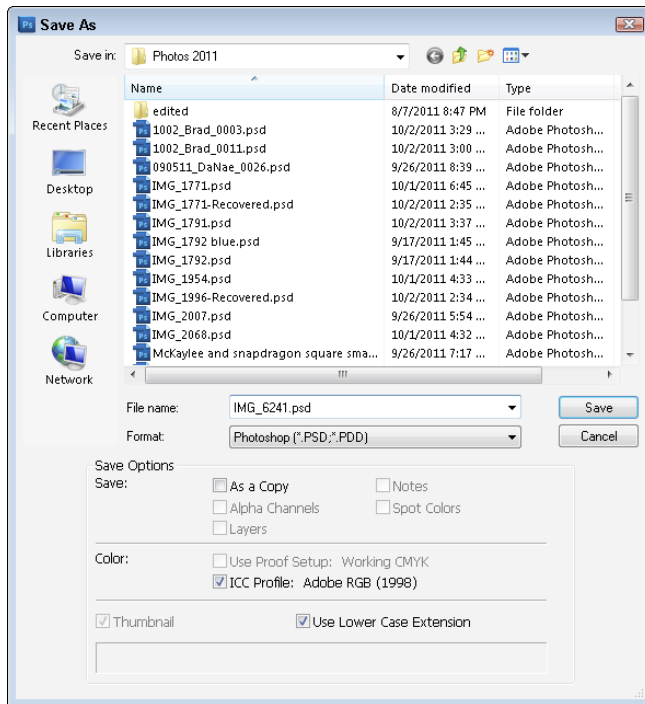 Ps Save As
Save in: Photos 2011
Name Date modified Type
edited 8/7/2011 8:47 PM File folder
1002_Brad_0003.psd 10/2/2011 3:29 ... Adobe Photosh...
1002_Brad_0011.psd 10/2/2011 3:00 ... Adobe Photosh...
090511_DaNae_0026.psd 9/26/2011 8:39 ... Adobe Photosh...
IMG_1771.psd 10/1/2011 6:45 ... Adobe Photosh...
IMG_1771-Recovered.psd 10/2/2011 2:35 ... Adobe Photosh...
IMG_1791.psd 10/2/2011 3:37 ... Adobe Photosh...
IMG_1792 blue.psd 9/17/2011 1:45 ... Adobe Photosh...
IMG_1792.psd 9/17/2011 1:44 ... Adobe Photosh...
IMG_1954.psd 10/1/2011 4:33 ... Adobe Photosh...
IMG_1996-Recovered.psd 10/2/2011 2:34 ... Adobe Photosh...
IMG_2007.psd 9/26/2011 5:54 ... Adobe Photosh...
IMG_2068.psd 10/1/2011 4:32 ... Adobe Photosh...
McKaylee and snapdragon square sma... 9/26/2011 7:17 ... Adobe Photosh...
Recent Places
Desktop
Libraries
Computer
Network
File name: IMG_6241.psd Save
Format: Photoshop (*.PSD;*.PDD) Cancel
Save Options
Save: As a Copy Notes
Alpha Channels Spot Colors
Layers
Color: Use Proof Setup: Working CMYK
ICC Profile: Adobe RGB (1998)
Thumbnail Use Lower Case Extension